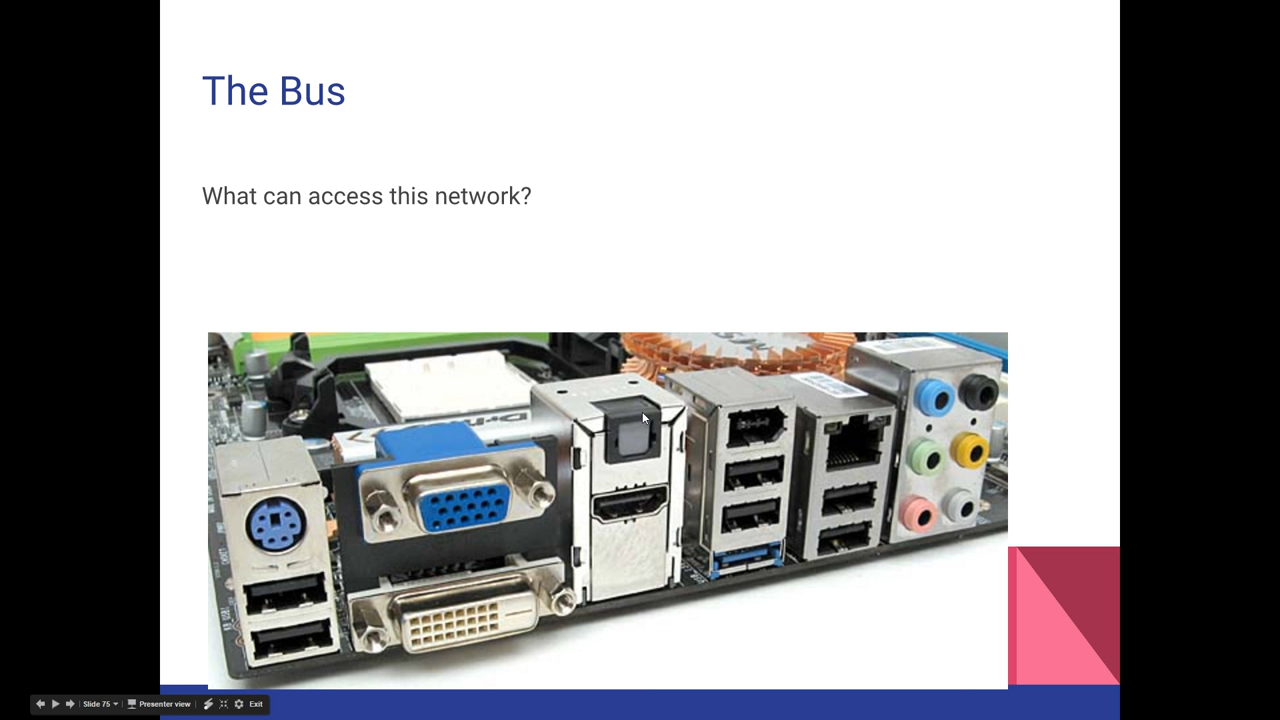 The Bus
What can access this network?
Slide 75
Presenter view
Exit